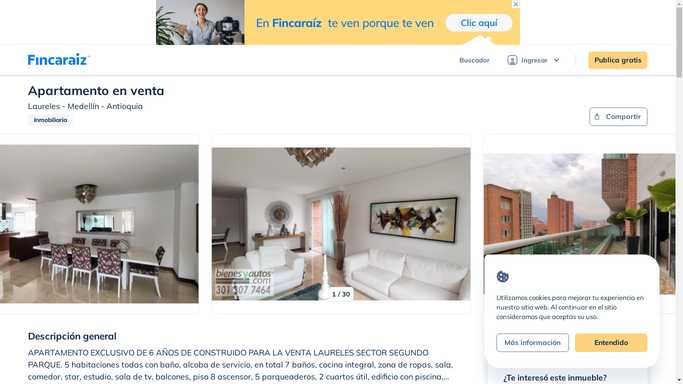 En Fincaraíz te ven porque te ven
Clic aquí
Fincaraíz
Buscador
Ingresar
Publica gratis
Apartamento en venta
Laureles - Medellín - Antioquia
Inmobiliaria
Compartir
bienesyautos
.com
301 307 7464
1 / 30
Utilizamos cookies para mejorar tu experiencia en
nuestro sitio web. Al continuar en el sitio
consideramos que aceptas su uso.
Más información
Entendido
Descripción general
APARTAMENTO EXCLUSIVO DE 6 AÑOS DE CONSTRUIDO PARA LA VENTA LAURELES SECTOR SEGUNDO
PARQUE. 5 habitaciones todas con baño, alcoba de servicio, en total 7 baños, cocina integral, zona de ropas, sala,
comedor, star, estudio, sala de tv, balcones, piso 8 ascensor, 5 parqueaderos, 2 cuartos útil, edificio con piscina,...
¿Te interesó este inmueble?